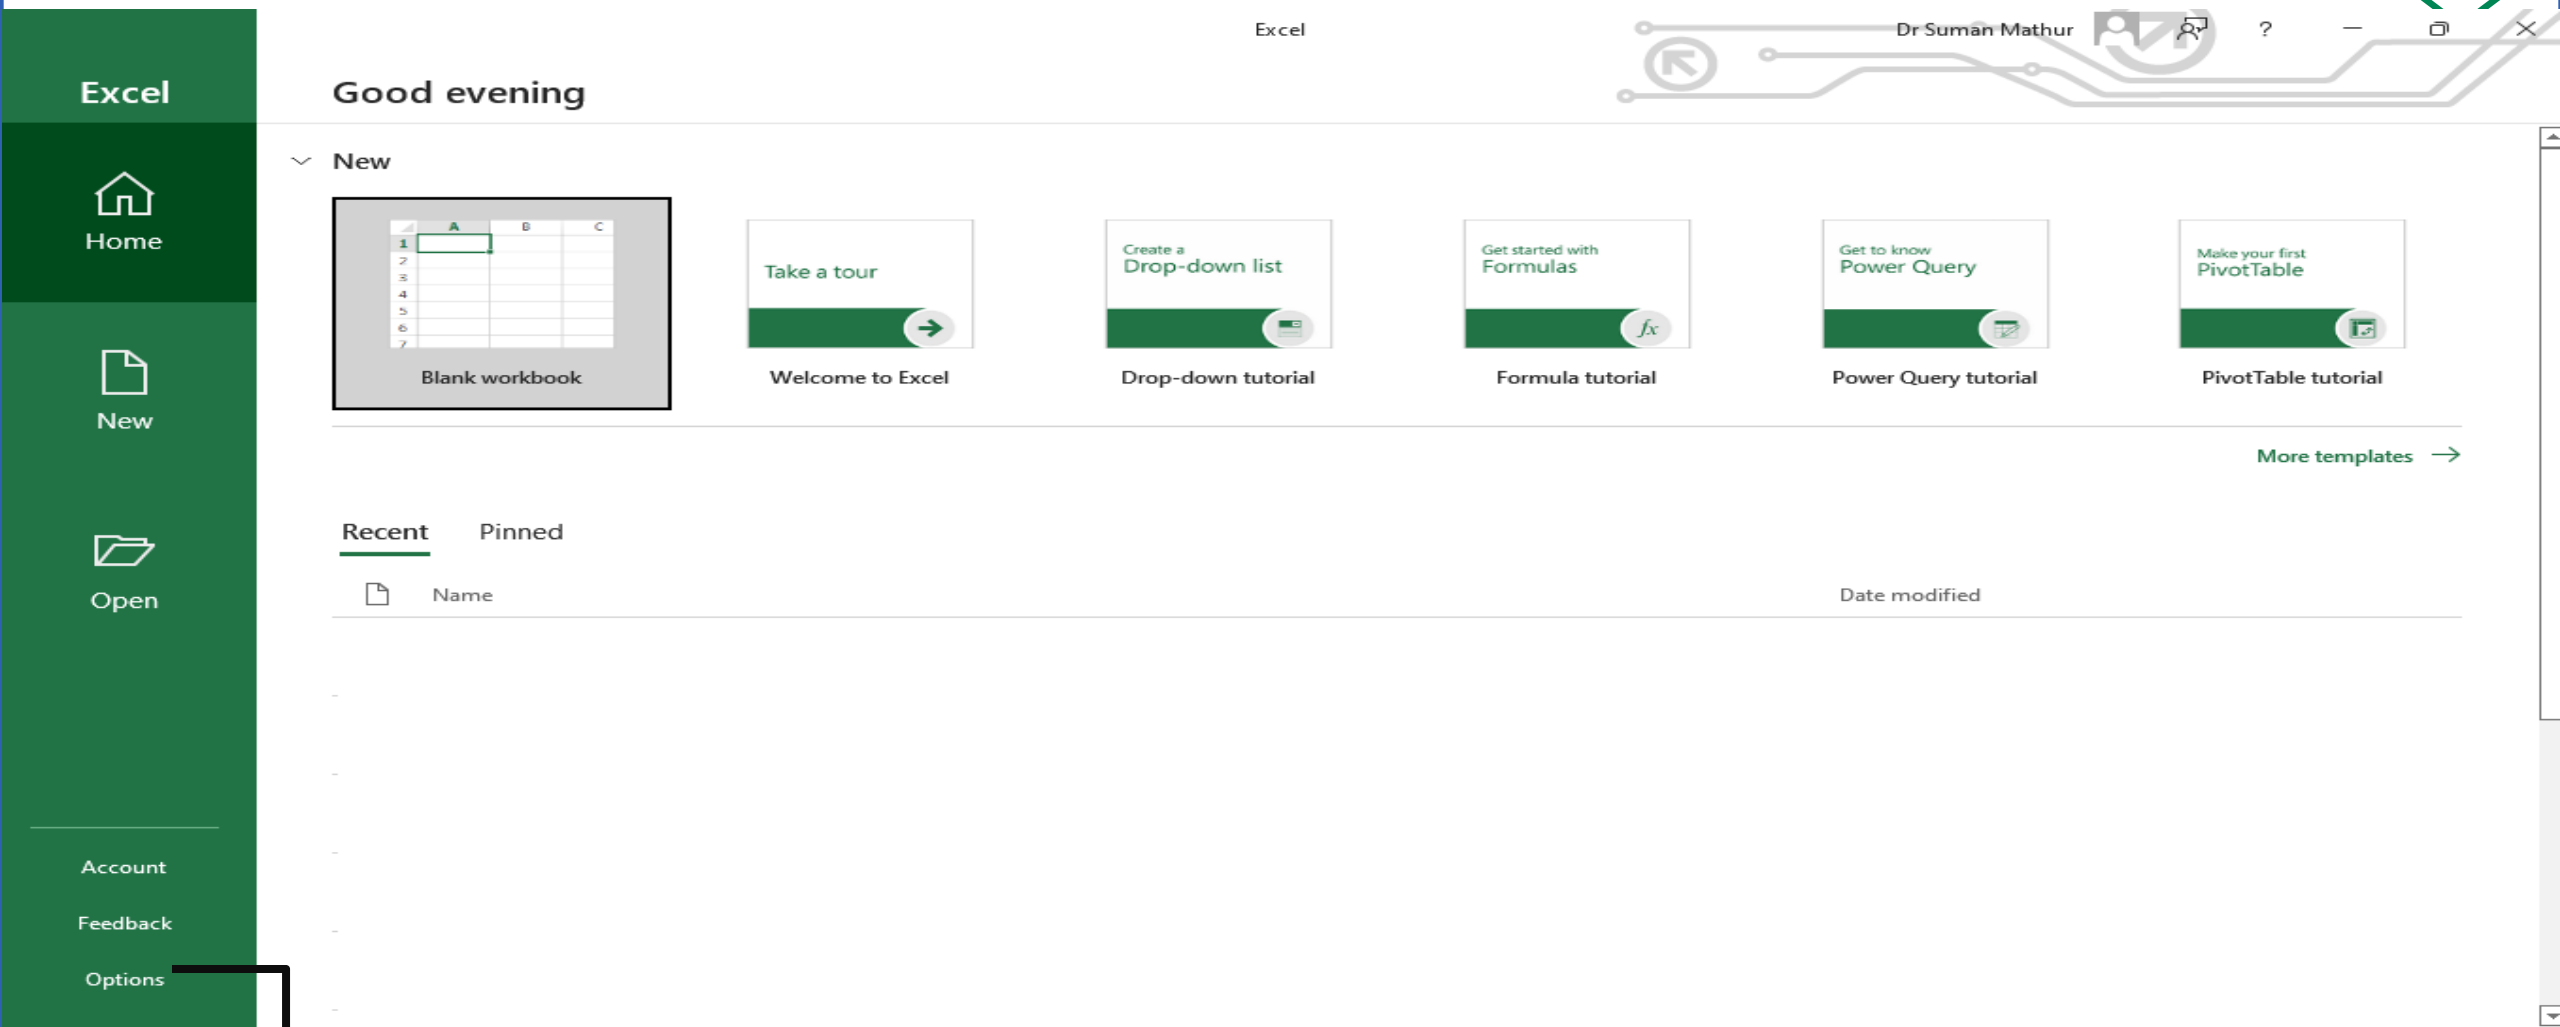 Excel
Dr Suman Mathur
?
Excel
Good evening
Home
New
Open
Account
Feedback
Options
New
A B C
1
2
3
4
5
6
7
Blank workbook
Take a tour
Welcome to Excel
Create a
Drop-down list
Drop-down tutorial
Get started with
Formulas
fx
Formula tutorial
Get to know
Power Query
Power Query tutorial
Make your first
PivotTable
PivotTable tutorial
More templates
Recent Pinned
Name Date modified